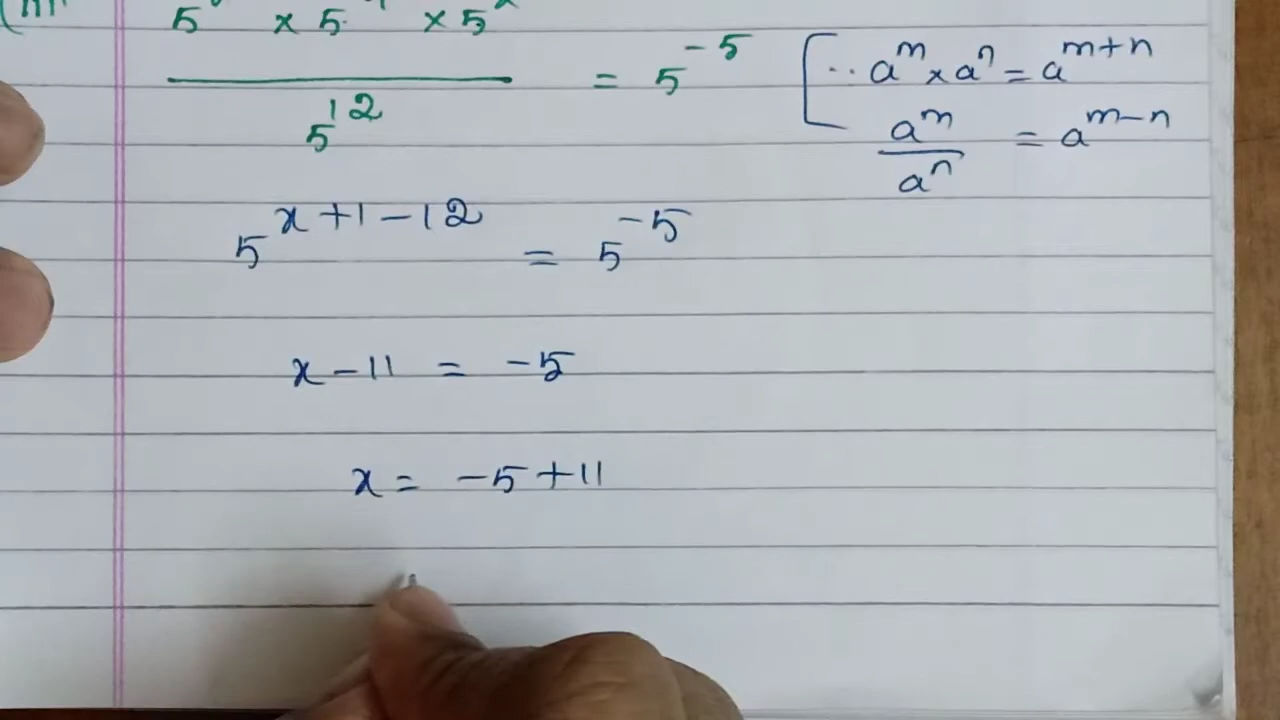 5 × 5 × 5
5^12 = 5^-5 [∵ a^m × a^n = a^m+n
a^m/a^n = a^m-n
5^x+1-12 = 5^-5
x - 11 = -5
x = -5 + 11